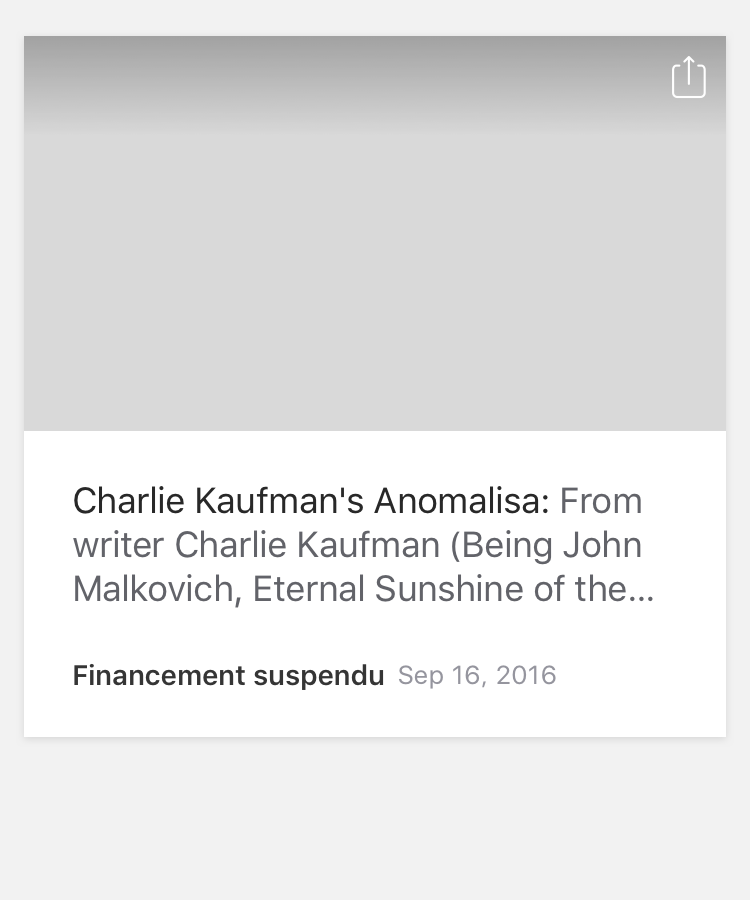 Charlie Kaufman's Anomalisa: From
writer Charlie Kaufman (Being John
Malkovich, Eternal Sunshine of the...
Financement suspendu Sep 16, 2016